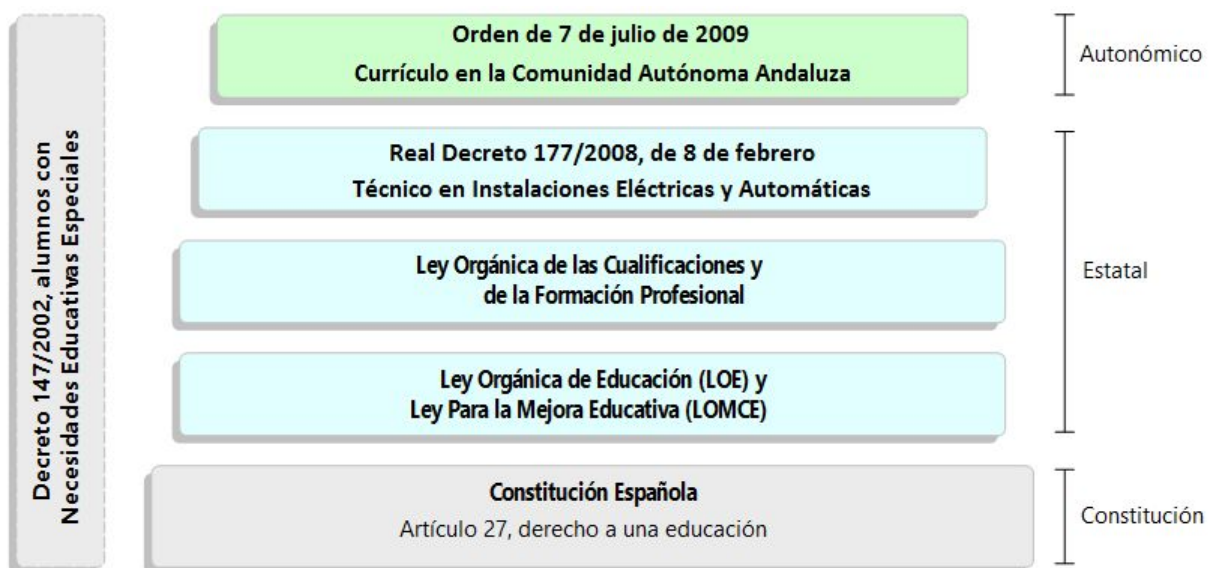 Decreto 147/2002, alumnos con
Necesidades Educativas Especiales
Orden de 7 de julio de 2009
Currículo en la Comunidad Autónoma Andaluza
Autonómico
Real Decreto 177/2008, de 8 de febrero
Técnico en Instalaciones Eléctricas y Automáticas
Ley Orgánica de las Cualificaciones y
de la Formación Profesional
Estatal
Ley Orgánica de Educación (LOE) y
Ley Para la Mejora Educativa (LOMCE)
Constitución Española
Artículo 27, derecho a una educación
Constitución